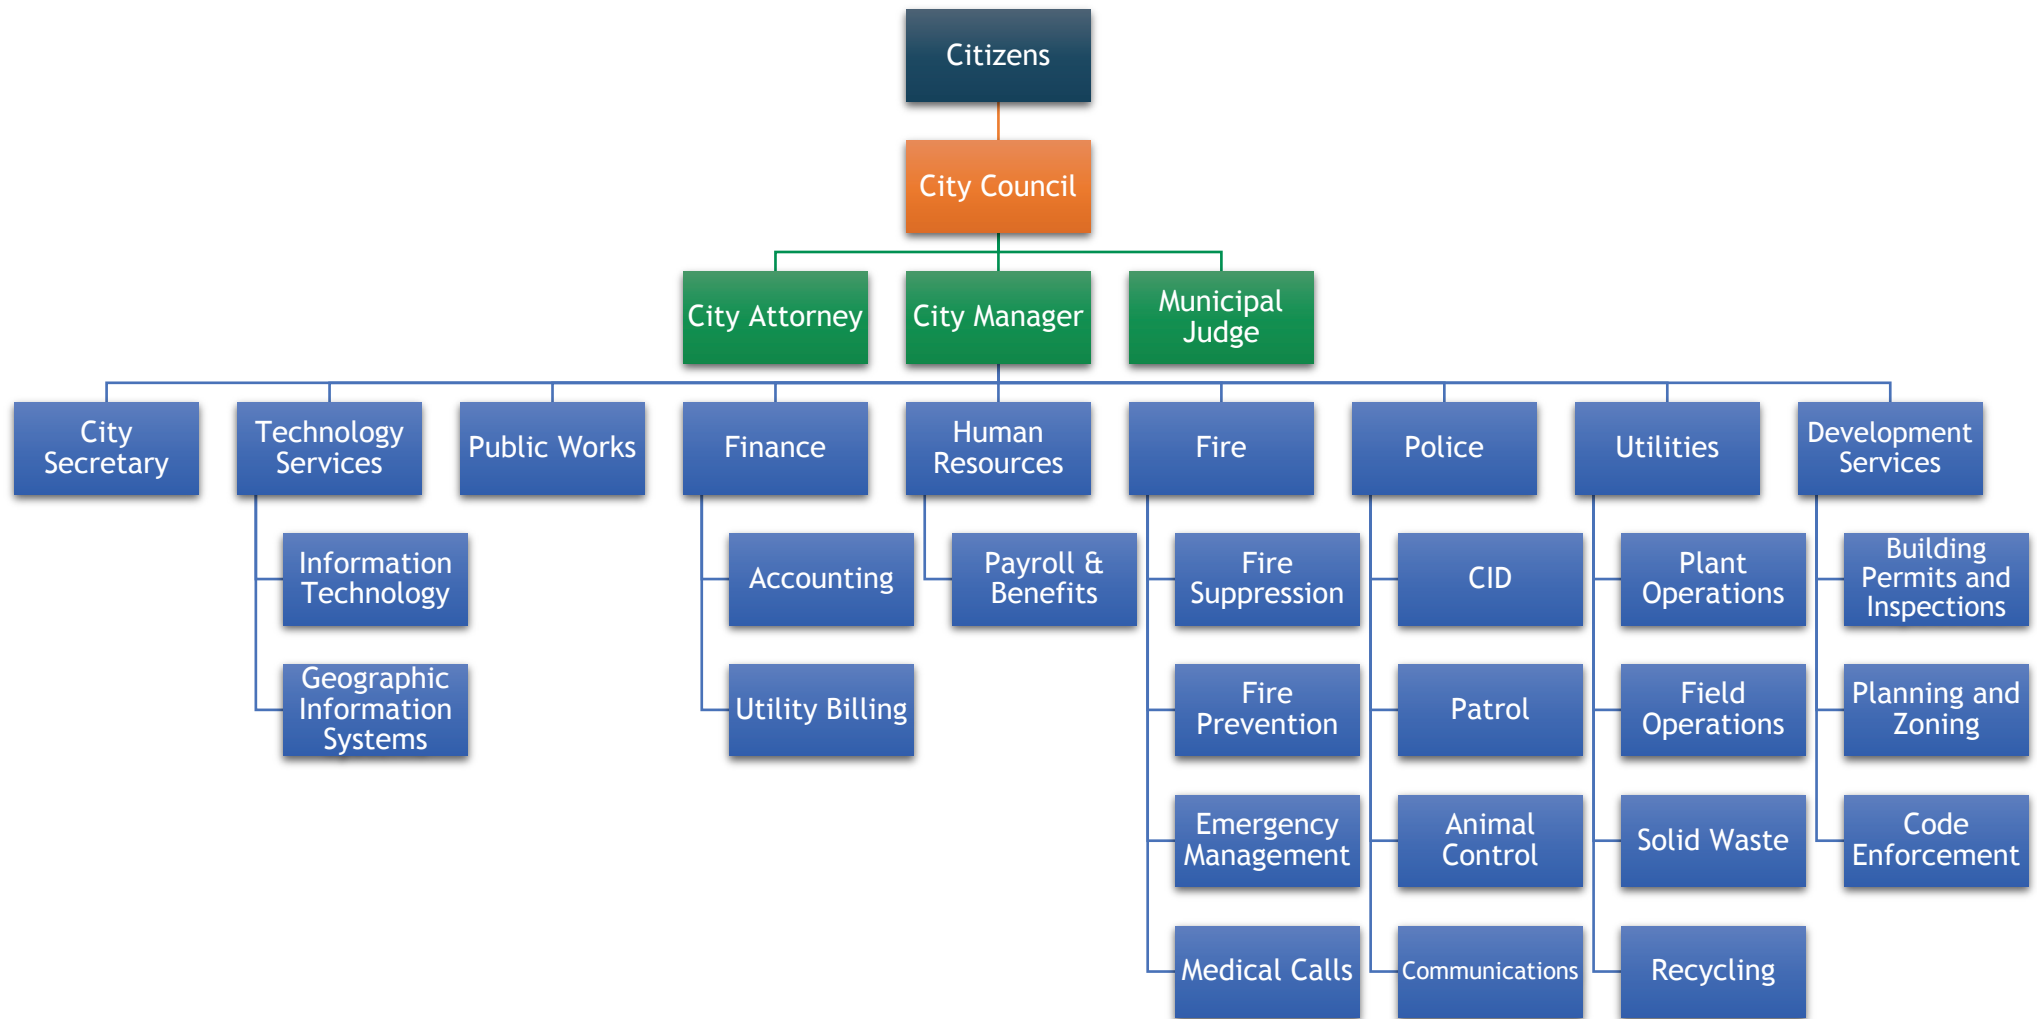 Citizens
City Council
City Attorney
City Manager
Municipal
Judge
City
Secretary
Technology
Services
Public Works
Finance
Human
Resources
Fire
Police
Utilities
Development
Services
Information
Technology
Geographic
Information
Systems
Accounting
Utility Billing
Payroll &
Benefits
Fire
Suppression
Fire
Prevention
Emergency
Management
Medical Calls
CID
Patrol
Animal
Control
Communications
Plant
Operations
Field
Operations
Solid Waste
Recycling
Building
Permits and
Inspections
Planning and
Zoning
Code
Enforcement